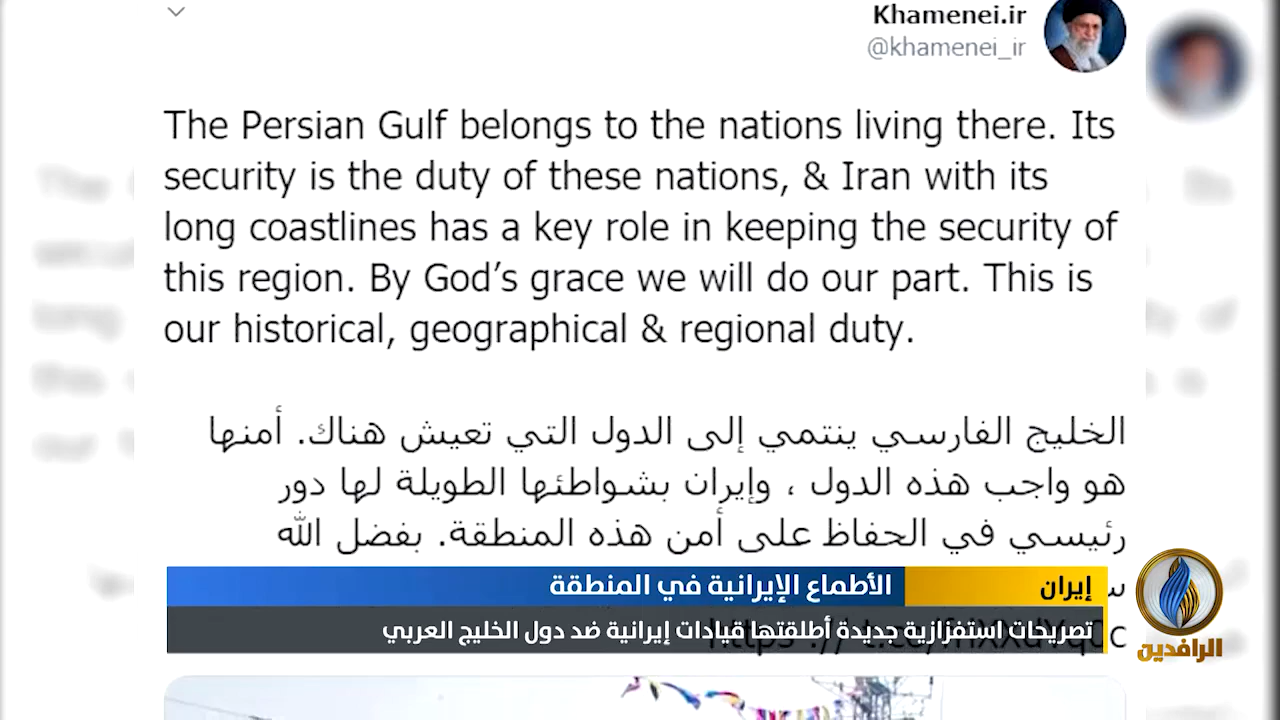 Khamenei.ir
@khamenei_ir
The Persian Gulf belongs to the nations living there. Its
security is the duty of these nations, & Iran with its
long coastlines has a key role in keeping the security of
this region. By God’s grace we will do our part. This is
our historical, geographical & regional duty.
الخليج الفارسي ينتمي إلى الدول التي تعيش هناك. أمنها
هو واجب هذه الدول ، وإيران بشواطئها الطويلة لها دور
رئيسي في الحفاظ على أمن هذه المنطقة. بفضل الله
إيران
الأطماع الإيرانية في المنطقة
تصريحات استفزازية جديدة أطلقتها قيادات إيرانية ضد دول الخليج العربي
الرافدين